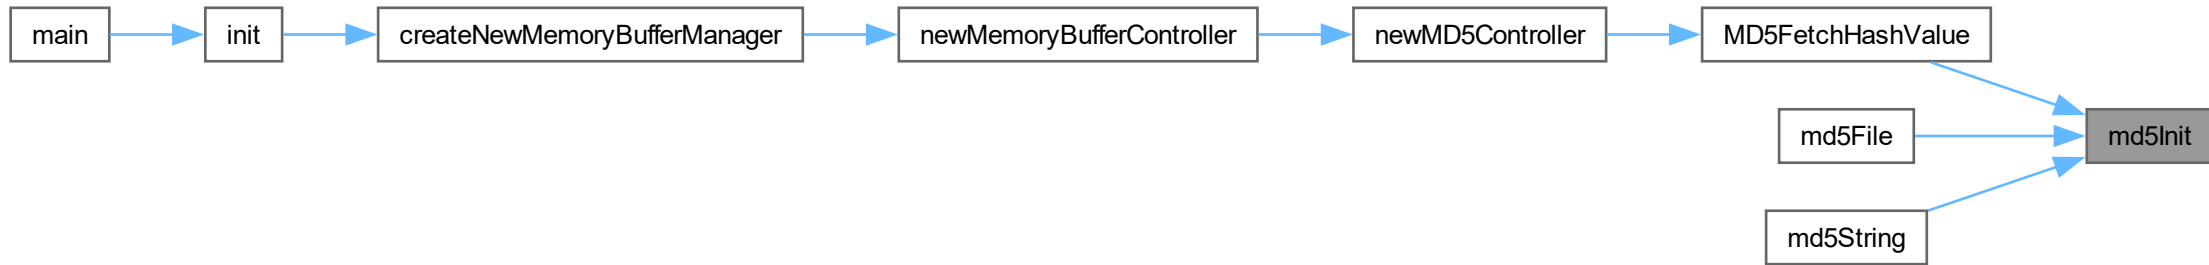 main
init
createNewMemoryBufferManager
newMemoryBufferController
newMD5Controller
MD5FetchHashValue
md5File
md5Init
md5String